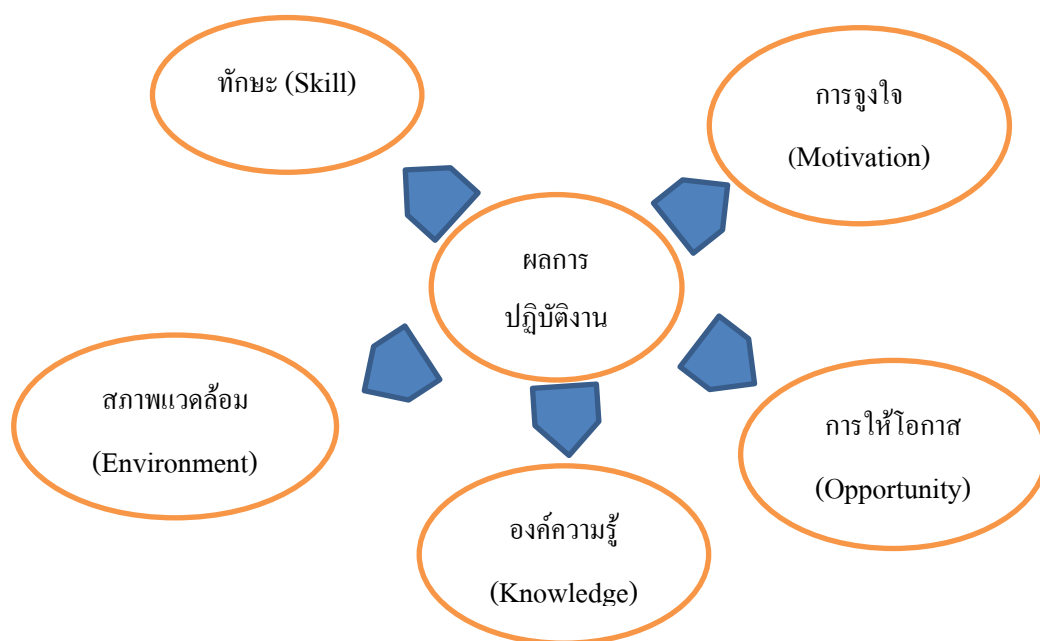 ทักษะ (Skill)
การจูงใจ
(Motivation)
ผลการ
ปฏิบัติงาน
สภาพแวดล้อม
(Environment)
การให้โอกาส
(Opportunity)
องค์ความรู้
(Knowledge)